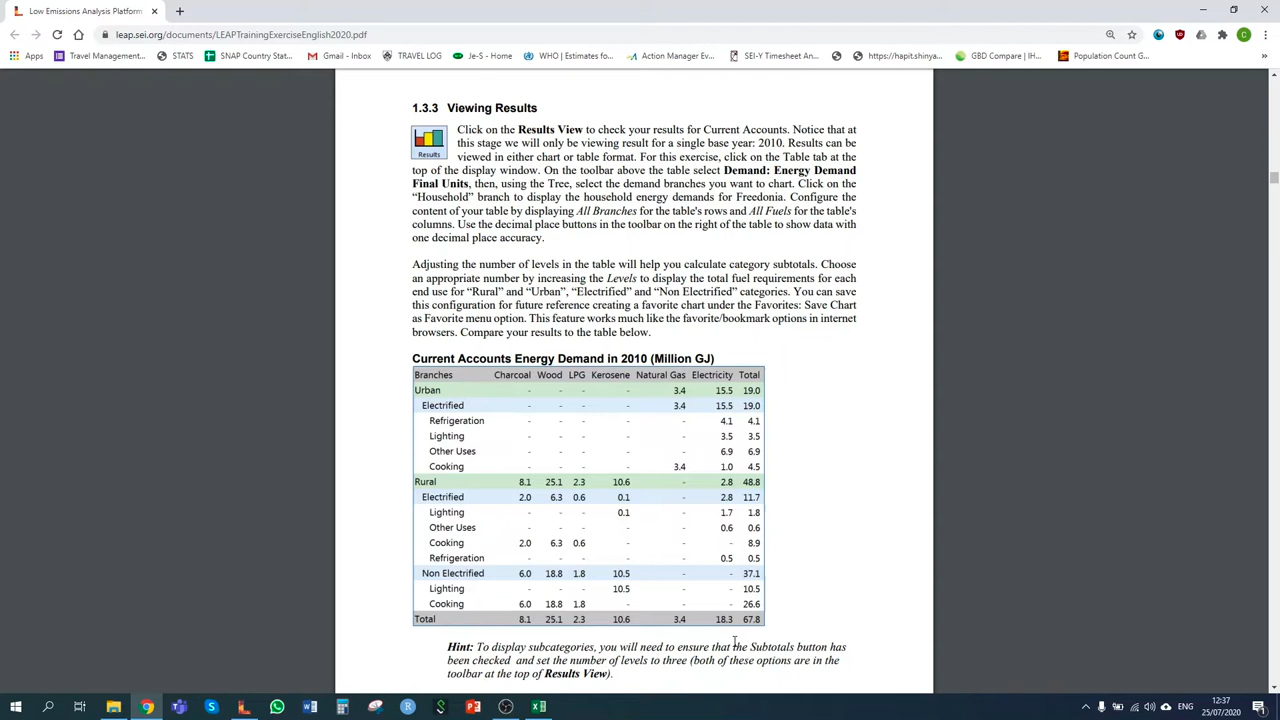 Low Emissions Analysis Platform
leap.sei.org/documents/LEAPTrainingExerciseEnglish2020.pdf
C
Apps Travel Management... STATS SNAP Country Stat... Gmail - Inbox TRAVEL LOG Je-S - Home WHO | Estimates fo... Action Manager Ev... SEI-Y Timesheet An... https://hapit.shinya... GBD Compare | IH... Population Count G... »
1.3.3 Viewing Results
Click on the Results View to check your results for Current Accounts. Notice that at
this stage we will only be viewing result for a single base year: 2010. Results can be
Results
viewed in either chart or table format. For this exercise, click on the Table tab at the
top of the display window. On the toolbar above the table select Demand: Energy Demand
Final Units, then, using the Tree, select the demand branches you want to chart. Click on the
“Household” branch to display the household energy demands for Freedonia. Configure the
content of your table by displaying All Branches for the table's rows and All Fuels for the table's
columns. Use the decimal place buttons in the toolbar on the right of the table to show data with
one decimal place accuracy.
Adjusting the number of levels in the table will help you calculate category subtotals. Choose
an appropriate number by increasing the Levels to display the total fuel requirements for each
end use for “Rural” and “Urban”, “Electrified” and “Non Electrified” categories. You can save
this configuration for future reference creating a favorite chart under the Favorites: Save Chart
as Favorite menu option. This feature works much like the favorite/bookmark options in internet
browsers. Compare your results to the table below.
Current Accounts Energy Demand in 2010 (Million GJ)
Branches Charcoal Wood LPG Kerosene Natural Gas Electricity Total
Urban - - - - 3.4 15.5 19.0
Electrified - - - - 3.4 15.5 19.0
Refrigeration - - - - - 4.1 4.1
Lighting - - - - - 3.5 3.5
Other Uses - - - - - 6.9 6.9
Cooking - - - - 3.4 1.0 4.5
Rural 8.1 25.1 2.3 10.6 - 2.8 48.8
Electrified 2.0 6.3 0.6 0.1 - 2.8 11.7
Lighting - - - 0.1 - 1.7 1.8
Other Uses - - - - - 0.6 0.6
Cooking 2.0 6.3 0.6 - - - 8.9
Refrigeration - - - - - 0.5 0.5
Non Electrified 6.0 18.8 1.8 10.5 - - 37.1
Lighting - - - 10.5 - - 10.5
Cooking 6.0 18.8 1.8 - - - 26.6
Total 8.1 25.1 2.3 10.6 3.4 18.3 67.8
Hint: To display subcategories, you will need to ensure that the Subtotals button has
been checked and set the number of levels to three (both of these options are in the
toolbar at the top of Results View).
ENG
12:37
25/07/2020